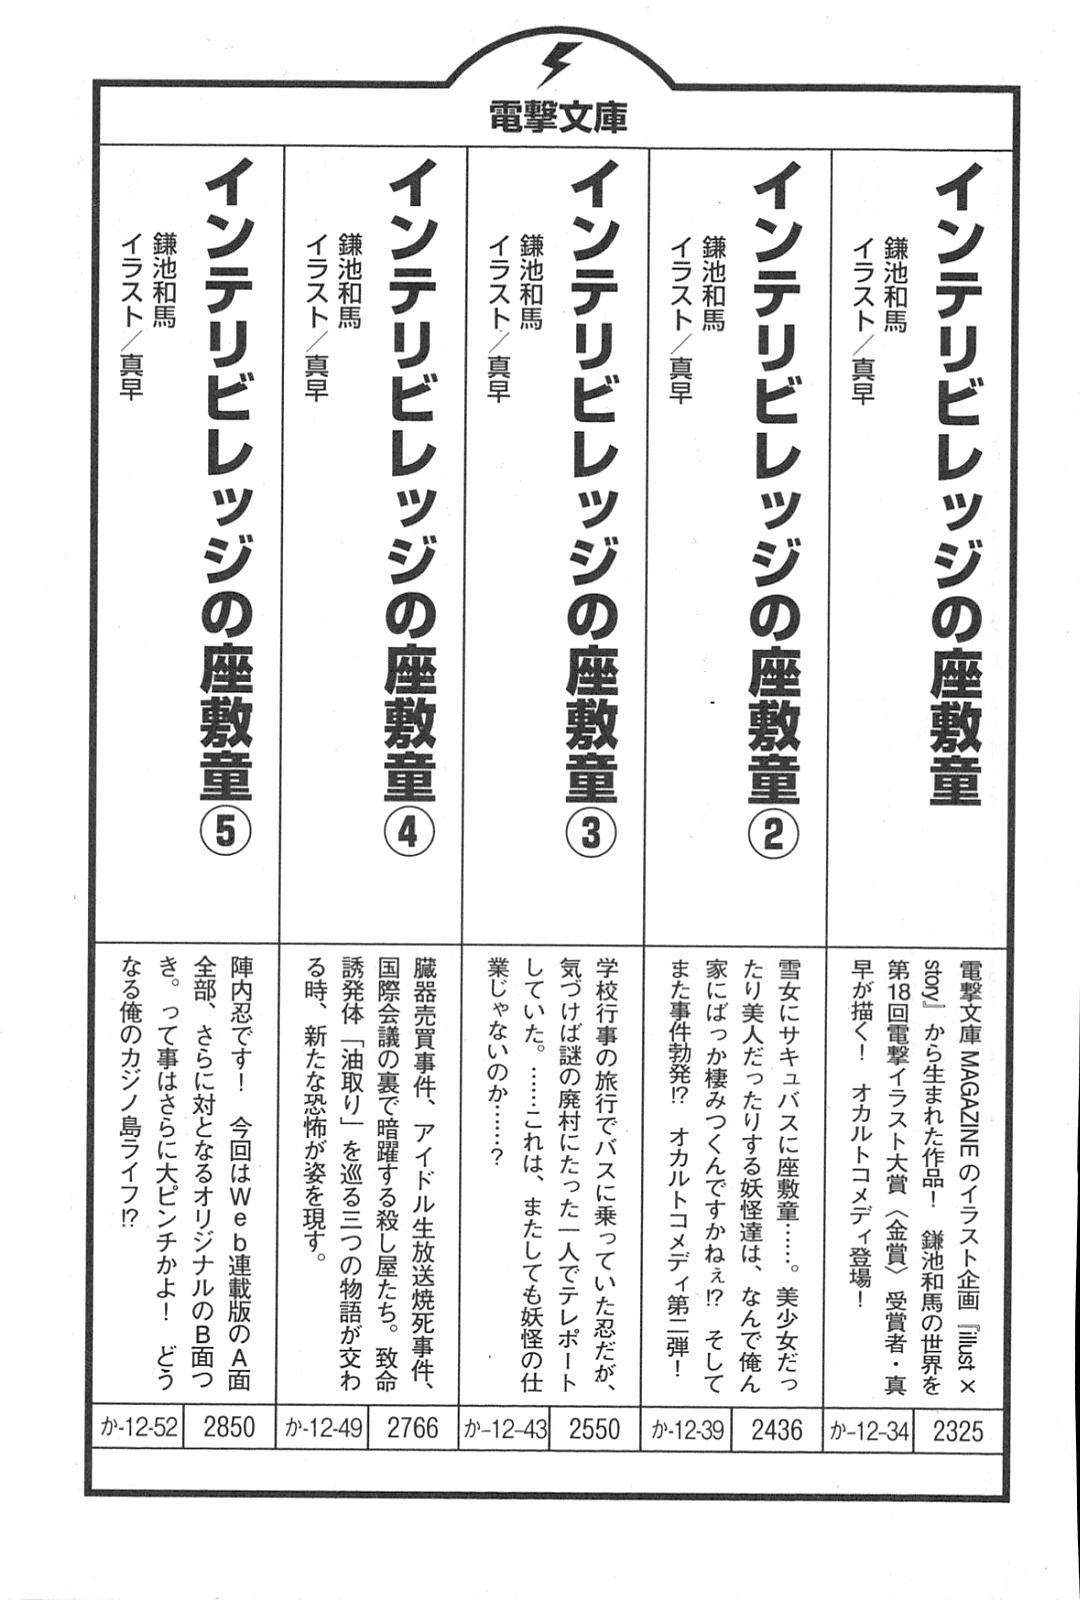 電撃文庫
インテリビレッジの座敷童
鎌池和馬
イラスト／真早
電撃文庫 MAGAZINE のイラスト企画『illust ×
story』から生まれた作品！　鎌池和馬の世界を
第18回電撃イラスト大賞〈金賞〉受賞者・真
早が描く！　オカルトコメディ登場！
か-12-34
2325
インテリビレッジの座敷童②
鎌池和馬
イラスト／真早
雪女にサキュバスに座敷童……。美少女だっ
たり美人だったりする妖怪達は、なんで俺ん
家にばっか棲みつくんですかねぇ!?　そして
また事件勃発!?　オカルトコメディ第二弾！
か-12-39
2436
インテリビレッジの座敷童③
鎌池和馬
イラスト／真早
学校行事の旅行でバスに乗っていた忍だが、
気づけば謎の廃村にたった一人でテレポート
していた。……これは、またしても妖怪の仕
業じゃないのか……？
か-12-43
2550
インテリビレッジの座敷童④
鎌池和馬
イラスト／真早
臓器売買事件、アイドル生放送焼死事件、
国際会議の裏で暗躍する殺し屋たち。致命
誘発体「油取り」を巡る三つの物語が交わ
る時、新たな恐怖が姿を現す。
か-12-49
2766
インテリビレッジの座敷童⑤
鎌池和馬
イラスト／真早
陣内忍です！　今回はWeb連載版のA面
全部、さらに対となるオリジナルのB面つ
き。って事はさらに大ピンチかよ！　どう
なる俺のカジノ島ライフ!?
か-12-52
2850